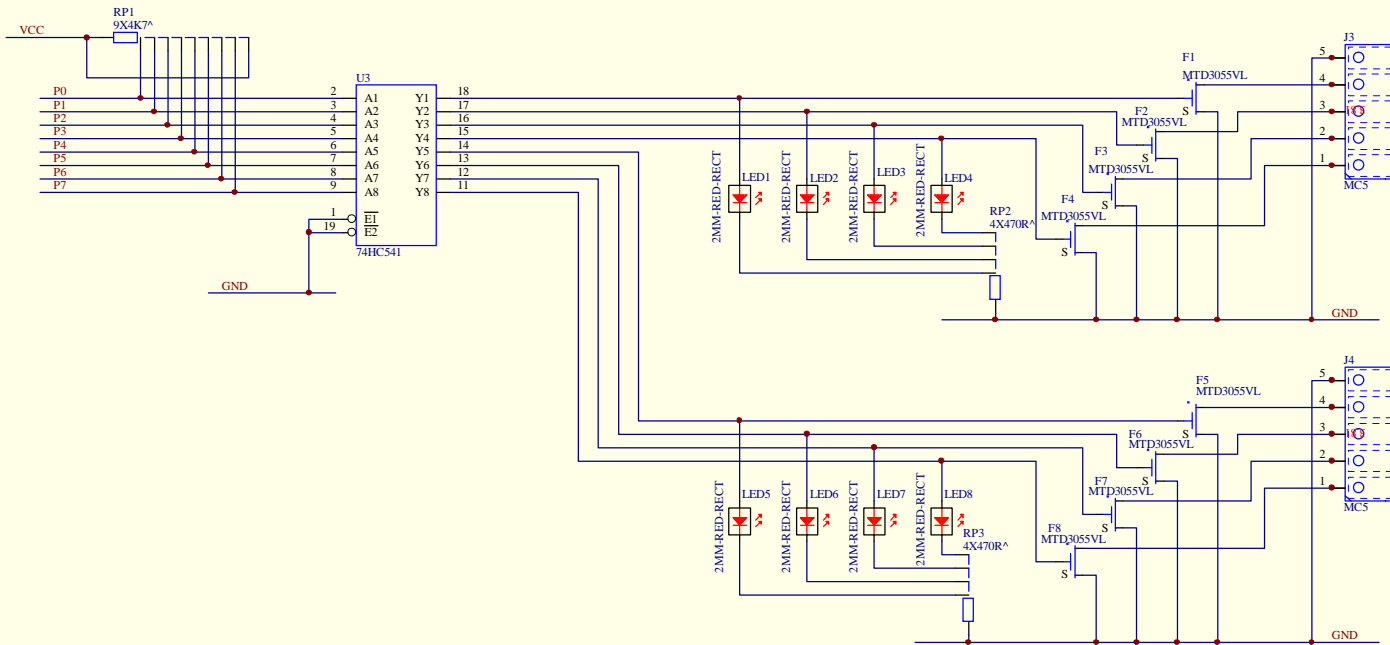 RP1
9X4K7^
VCC
P0
P1
P2
P3
P4
P5
P6
P7
GND
U3
2 A1 Y1 18
3 A2 Y2 17
4 A3 Y3 16
5 A4 Y4 15
6 A5 Y5 14
7 A6 Y6 13
8 A7 Y7 12
9 A8 Y8 11
1 E1
19 E2
74HC541
LED1
2MM-RED-RECT
LED2
2MM-RED-RECT
LED3
2MM-RED-RECT
LED4
2MM-RED-RECT
RP2
4X470R^
F1
MTD3055VL
S
F2
MTD3055VL
S
F3
MTD3055VL
S
F4
MTD3055VL
S
J3
5
4
3
2
1
MC5
GND
LED5
2MM-RED-RECT
LED6
2MM-RED-RECT
LED7
2MM-RED-RECT
LED8
2MM-RED-RECT
RP3
4X470R^
F5
MTD3055VL
S
F6
MTD3055VL
S
F7
MTD3055VL
S
F8
MTD3055VL
S
J4
5
4
3
2
1
MC5
GND